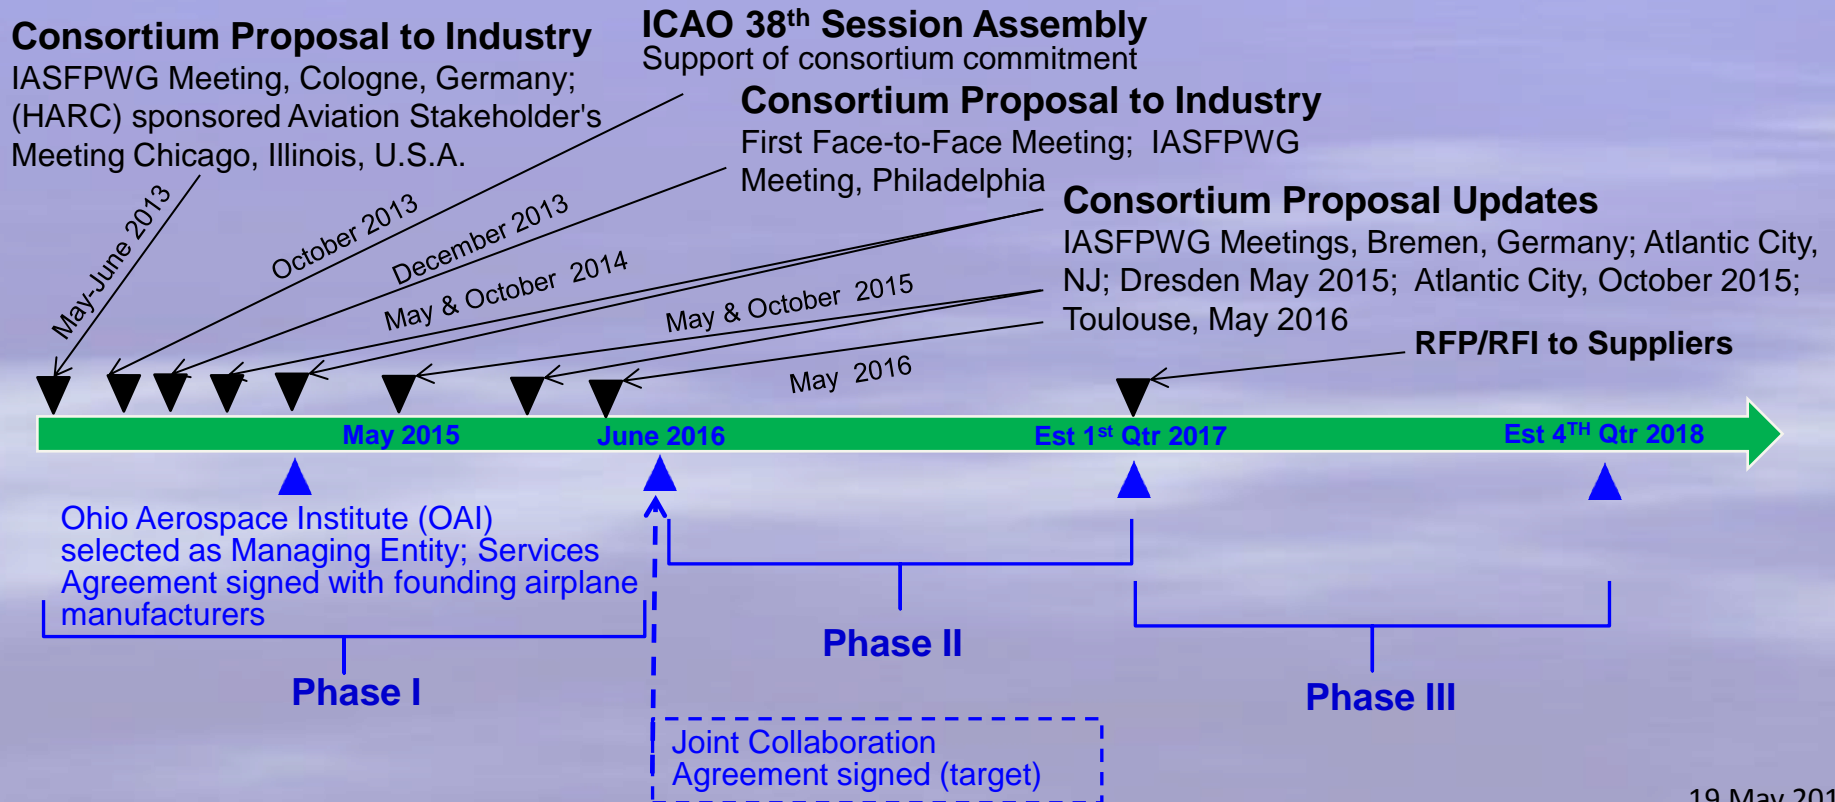 Consortium Proposal to Industry
IASFPWG Meeting, Cologne, Germany;
(HARC) sponsored Aviation Stakeholder's
Meeting Chicago, Illinois, U.S.A.
ICAO 38th Session Assembly
Support of consortium commitment
Consortium Proposal to Industry
First Face-to-Face Meeting; IASFPWG
Meeting, Philadelphia
Consortium Proposal Updates
IASFPWG Meetings, Bremen, Germany; Atlantic City,
NJ; Dresden May 2015; Atlantic City, October 2015;
Toulouse, May 2016
RFP/RFI to Suppliers
May-June 2013
October 2013
December 2013
May & October 2014
May & October 2015
May 2016
May 2015
June 2016
Est 1st Qtr 2017
Est 4TH Qtr 2018
Ohio Aerospace Institute (OAI)
selected as Managing Entity; Services
Agreement signed with founding airplane
manufacturers
Phase I
Phase II
Phase III
Joint Collaboration
Agreement signed (target)
19 May 201